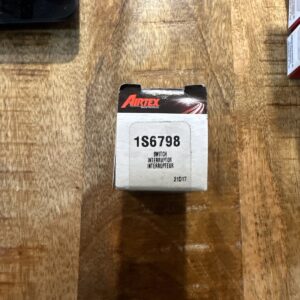 AIRTEX
1S6798
SWITCH
INTERRUPTOR
INTERRUPTEUR
21017